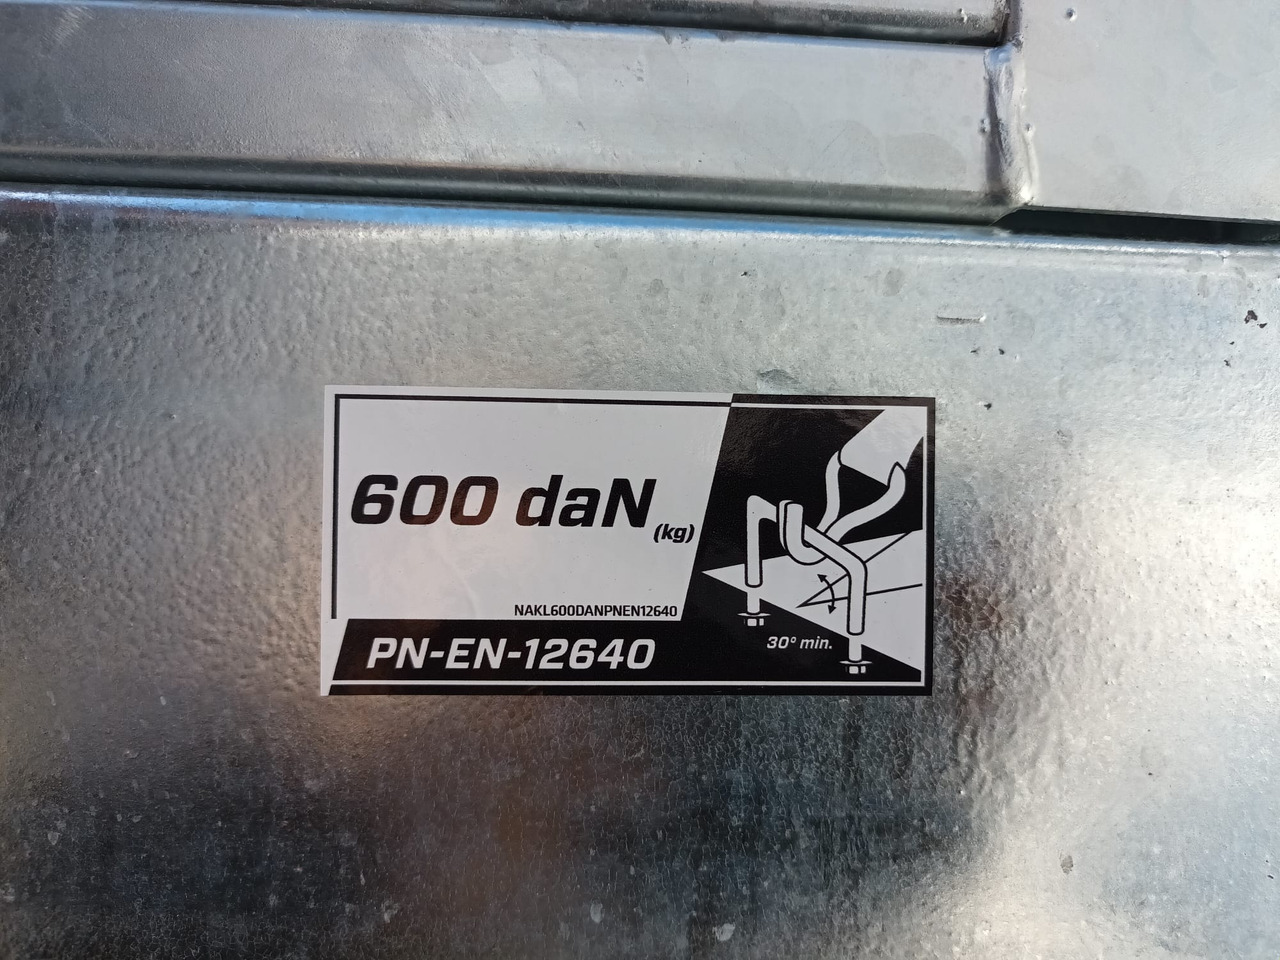 600 daN
(kg)
NAKL600DANPNEN12640
PN-EN-12640
30° min.